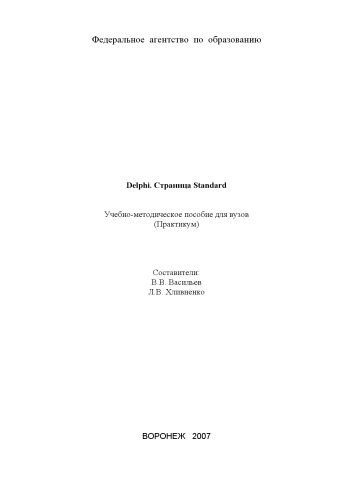 Федеральное агентство по образованию
Delphi. Страница Standard
Учебно-методическое пособие для вузов
(Практикум)
Составители:
В.В. Васильев
Л.В. Хливненко
ВОРОНЕЖ 2007